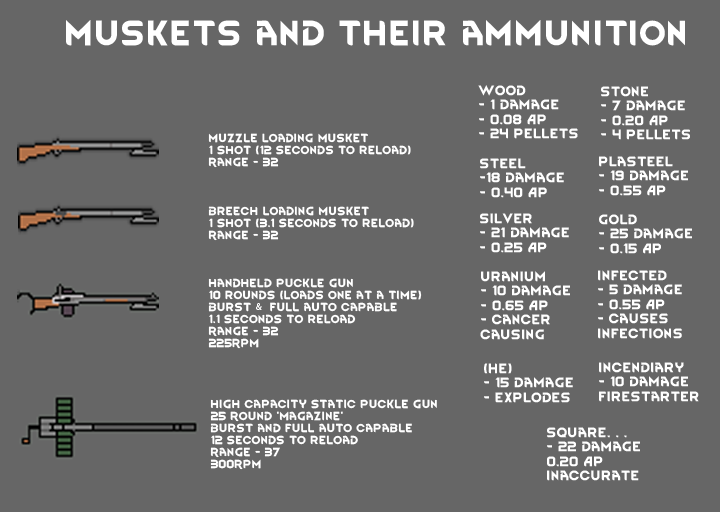 MUSKETS AND THEIR AMMUNITION
MUZZLE LOADING MUSKET
1 SHOT (12 SECONDS TO RELOAD)
RANGE - 32
BREECH LOADING MUSKET
1 SHOT (3.1 SECONDS TO RELOAD)
RANGE - 32
HANDHELD PUCKLE GUN
10 ROUNDS (LOADS ONE AT A TIME)
BURST & FULL AUTO CAPABLE
1.1 SECONDS TO RELOAD
RANGE - 32
225RPM
HIGH CAPACITY STATIC PUCKLE GUN
25 ROUND 'MAGAZINE'
BURST AND FULL AUTO CAPABLE
12 SECONDS TO RELOAD
RANGE - 37
300RPM
WOOD
- 1 DAMAGE
- 0.08 AP
- 24 PELLETS
STONE
- 7 DAMAGE
- 0.20 AP
- 4 PELLETS
STEEL
-18 DAMAGE
- 0.40 AP
PLASTEEL
- 19 DAMAGE
- 0.55 AP
SILVER
- 21 DAMAGE
- 0.25 AP
GOLD
- 25 DAMAGE
- 0.15 AP
URANIUM
- 10 DAMAGE
- 0.65 AP
- CANCER
CAUSING
INFECTED
- 5 DAMAGE
- 0.55 AP
- CAUSES
INFECTIONS
(HE)
- 15 DAMAGE
- EXPLODES
INCENDIARY
- 10 DAMAGE
FIRESTARTER
SQUARE...
- 22 DAMAGE
0.20 AP
INACCURATE